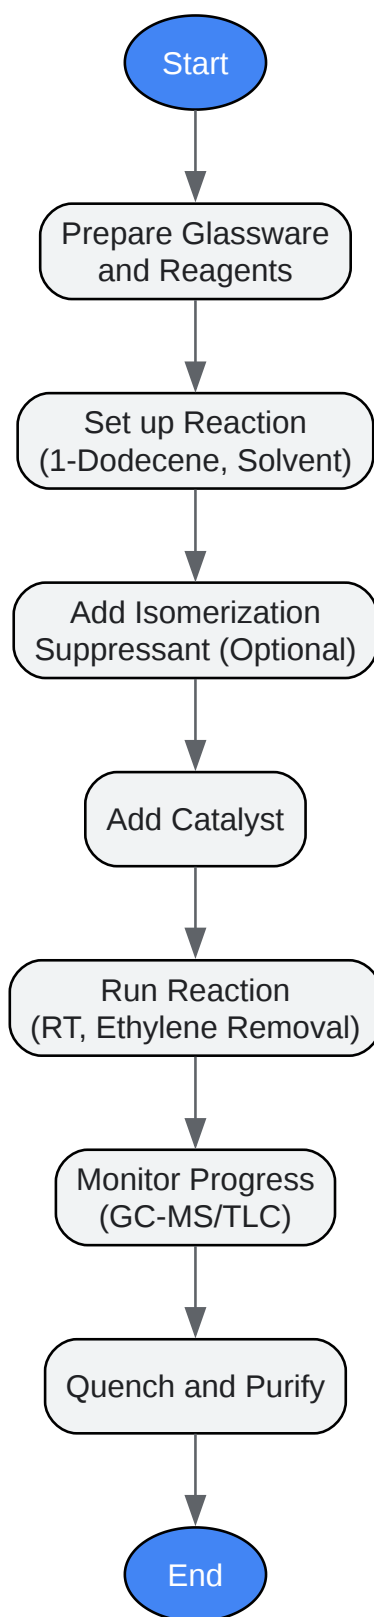 Start
Prepare Glassware
and Reagents
Set up Reaction
(1-Dodecene, Solvent)
Add Isomerization
Suppressant (Optional)
Add Catalyst
Run Reaction
(RT, Ethylene Removal)
Monitor Progress
(GC-MS/TLC)
Quench and Purify
End